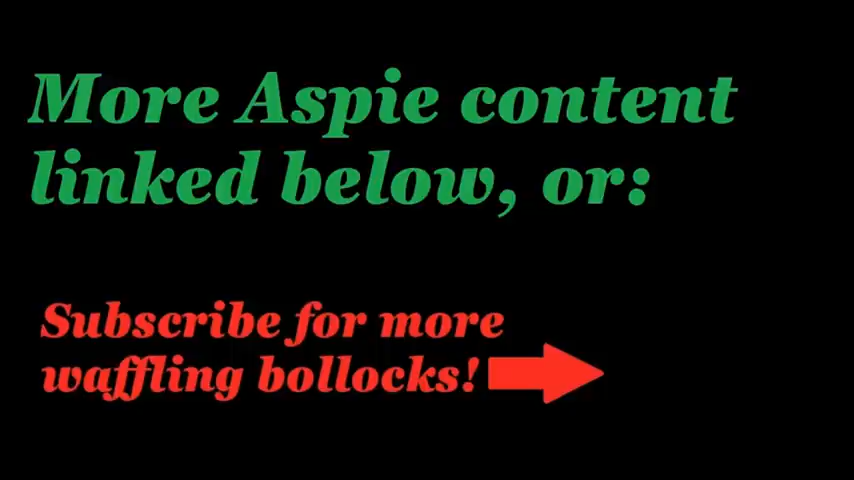 More Aspie content
linked below, or:
Subscribe for more
waffling bollocks!